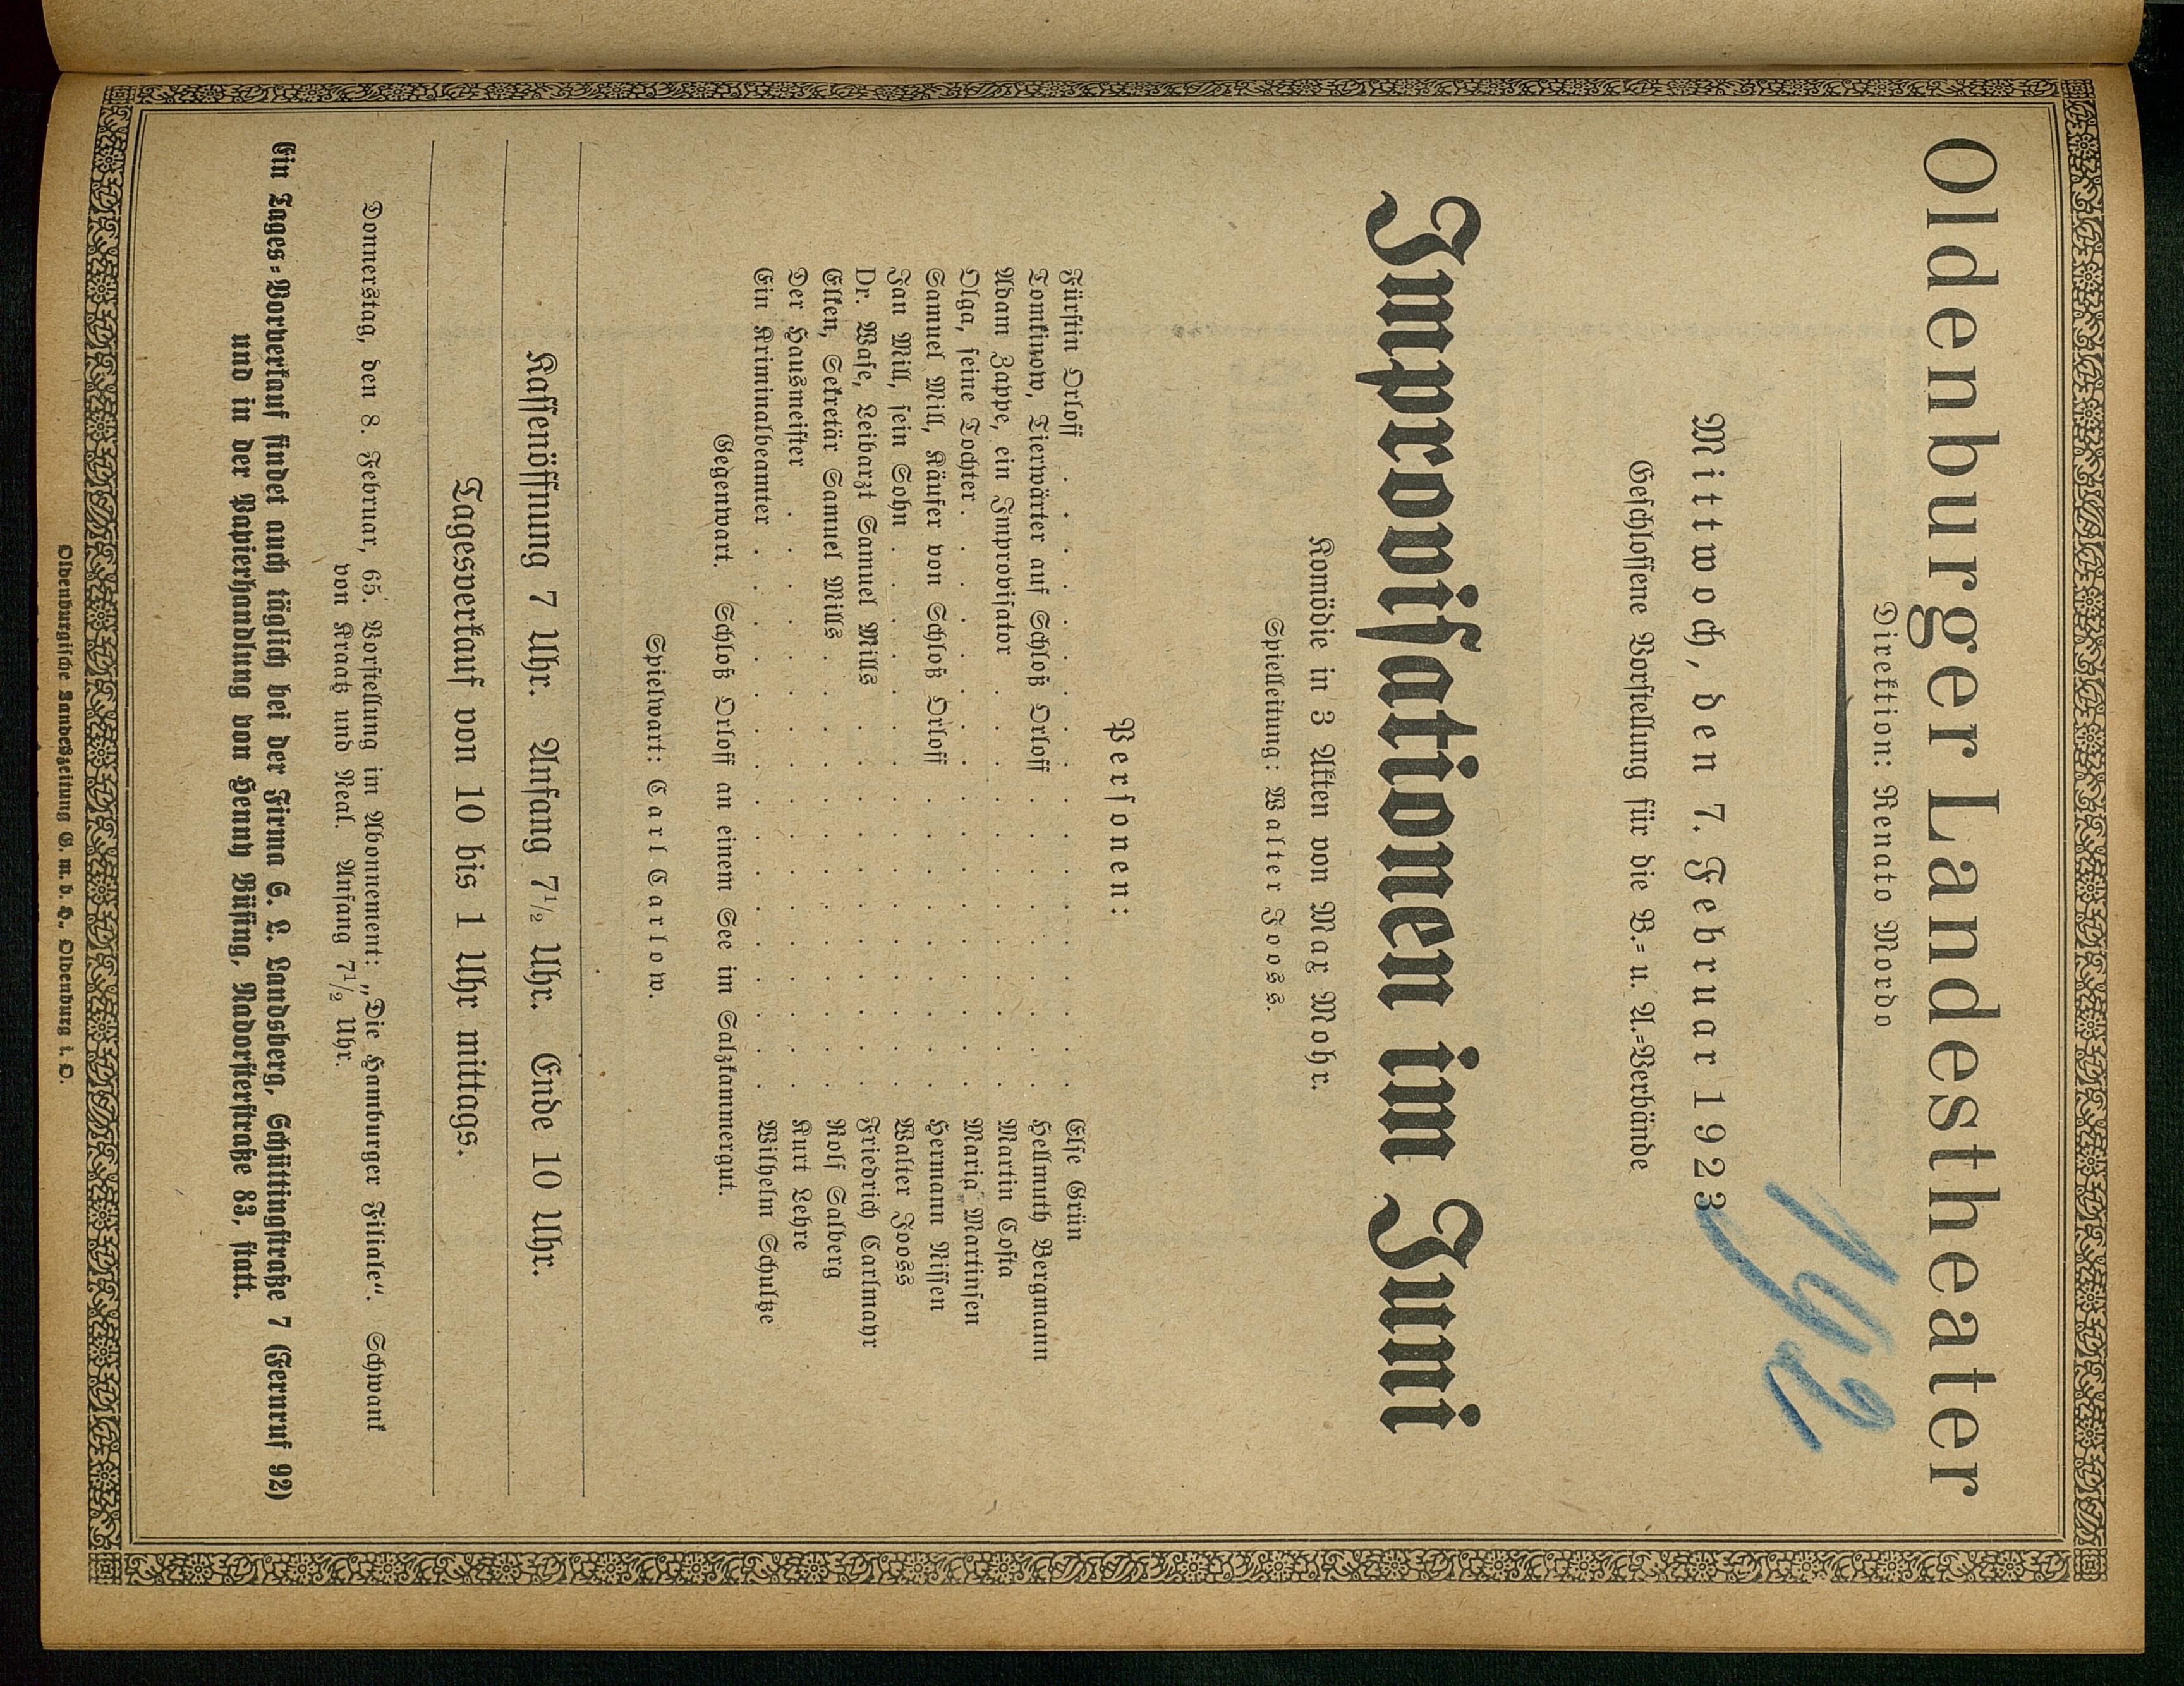 Oldenburger Landestheater
Direktion: Renato Mordo
192
Mittwoch, den 7. Februar 1923
Geschlossene Vorstellung für die B.= u. A.=Verbände
Improvisationen im Juni
Komödie in 3 Akten von Max Mohr.
Spielleitung: Walter Jooss.
Personen:
Fürstin Orloff . . . . . . . . . . . . . . . . Else Grün
Tomkinow, Tierwärter auf Schloß Orloff . . . . . . . . . Hellmuth Bergmann
Adam Zappe, ein Improvisator . . . . . . . . . . . Martin Costa
Olga, seine Tochter . . . . . . . . . . . . . . Maria Martinsen
Samuel Mill, Käufer von Schloß Orloff . . . . . . . . . Hermann Nissen
Jan Mill, sein Sohn . . . . . . . . . . . . . . Walter Jooss
Dr. Wase, Leibarzt Samuel Mills . . . . . . . . . . . Friedrich Carlmayr
Elken, Sekretär Samuel Mills . . . . . . . . . . . . Rolf Salberg
Der Hausmeister . . . . . . . . . . . . . . . Kurt Lehre
Ein Kriminalbeamter . . . . . . . . . . . . . . Wilhelm Schultze
Gegenwart. Schloß Orloff an einem See im Salzkammergut.
Spielwart: Carl Carlow.
Kassenöffnung 7 Uhr. Anfang 7½ Uhr. Ende 10 Uhr.
Tagesverkauf von 10 bis 1 Uhr mittags.
Donnerstag, den 8. Februar, 65. Vorstellung im Abonnement: „Die Hamburger Filiale“. Schwank
von Kraatz und Neal. Anfang 7½ Uhr.
Ein Tages=Vorverkauf findet auch täglich bei der Firma G. L. Landsberg, Schüttingstraße 7 (Fernruf 92)
und in der Papierhandlung von Henny Büsing, Nadorsterstraße 83, statt.
Oldenburgische Landeszeitung G. m. b. H., Oldenburg i. O.